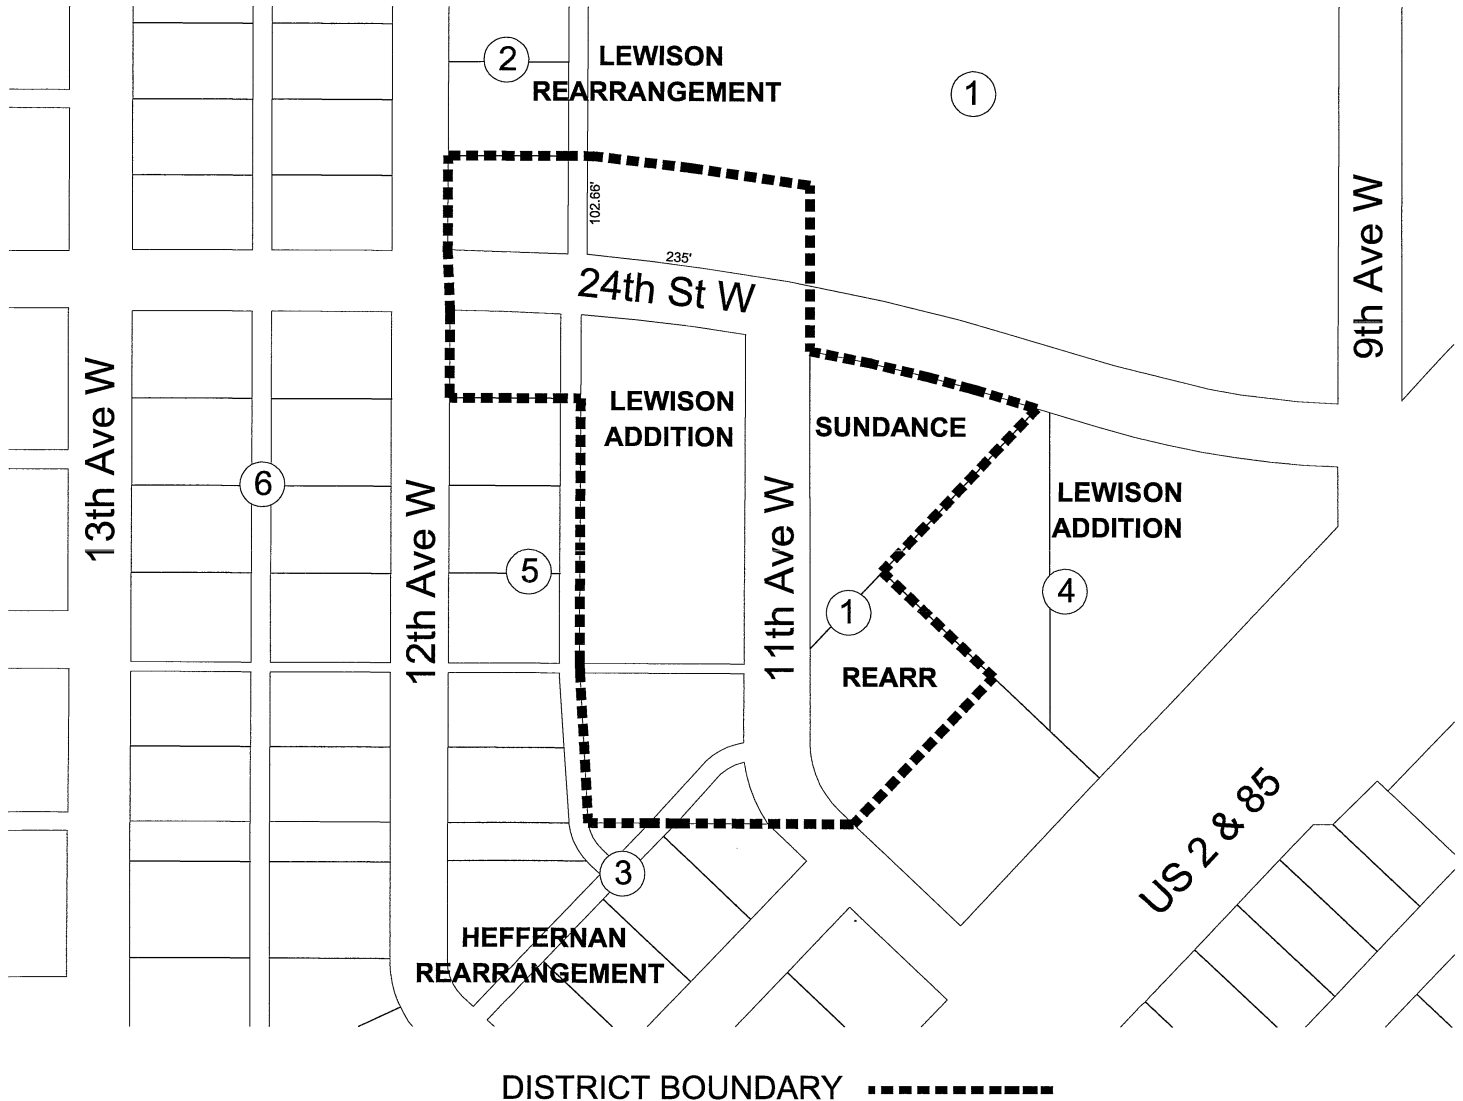 2
LEWISON
REARRANGEMENT
1
102.66'
235'
24th St W
9th Ave W
13th Ave W
LEWISON
ADDITION
SUNDANCE
6
12th Ave W
11th Ave W
LEWISON
ADDITION
5
1
4
REARR
3
US 2 & 85
HEFFERNAN
REARRANGEMENT
DISTRICT BOUNDARY